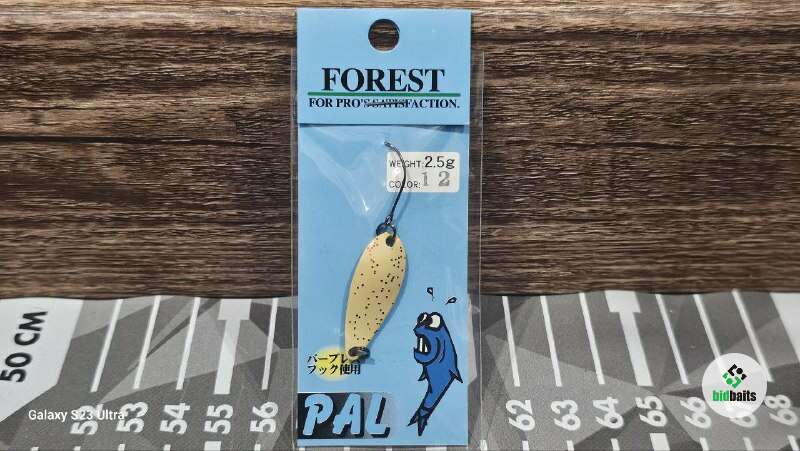 FOREST
FOR PRO'S SATISFACTION.
WEIGHT: 2.5g
COLOR: 12
バーブレス
フック使用
PAL
50 CM
53
54
55
56
62
63
64
65
66
67
68
Galaxy S23 Ultra
bidbaits